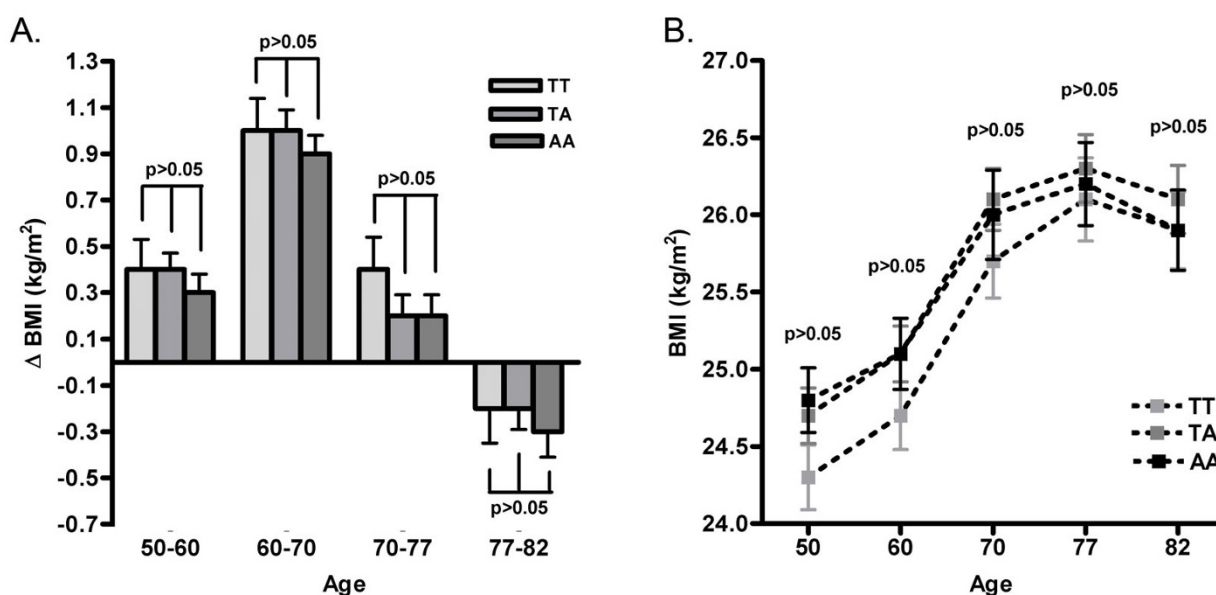 A.
p>0.05
1.3
1.1
0.9
0.7
0.5
0.3
0.1
-0.1
-0.3
-0.5
-0.7
Δ BMI (kg/m²)
TT
TA
AA
p>0.05
p>0.05
p>0.05
50-60 60-70 70-77 77-82
Age
B.
27.0
26.5
26.0
25.5
25.0
24.5
24.0
BMI (kg/m²)
p>0.05
p>0.05
p>0.05
p>0.05
p>0.05
TT
TA
AA
50 60 70 77 82
Age